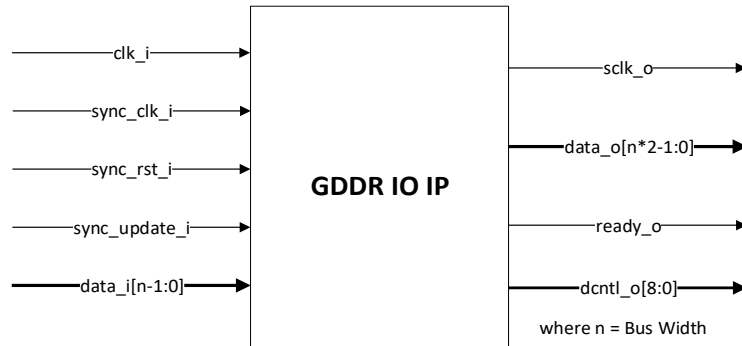 clk_i
sync_clk_i
sync_rst_i
sync_update_i
data_i[n-1:0]
GDDR IO IP
sclk_o
data_o[n*2-1:0]
ready_o
dcntl_o[8:0]
where n = Bus Width